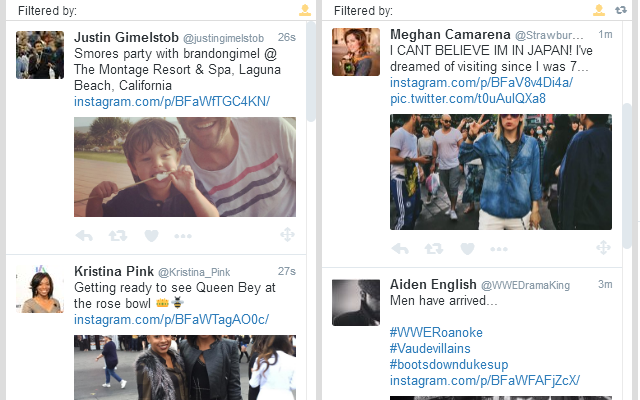 Filtered by:
Justin Gimelstob @justingimelstob 26s
Smores party with brandongimel @
The Montage Resort & Spa, Laguna
Beach, California
instagram.com/p/BFaWfTGC4KN/
Kristina Pink @Kristina_Pink 27s
Getting ready to see Queen Bey at
the rose bowl 👑🐝
instagram.com/p/BFaWTagAO0c/
Filtered by:
Meghan Camarena @Strawbur... 1m
I CANT BELIEVE IM IN JAPAN! I've
dreamed of visiting since I was 7…
instagram.com/p/BFaV8v4Di4a/
pic.twitter.com/t0uAulQXa8
Aiden English @WWEDramaKing 3m
Men have arrived…
#WWERoanoke
#Vaudevillains
#bootsdowndukesup
instagram.com/p/BFaWFAFjZcX/